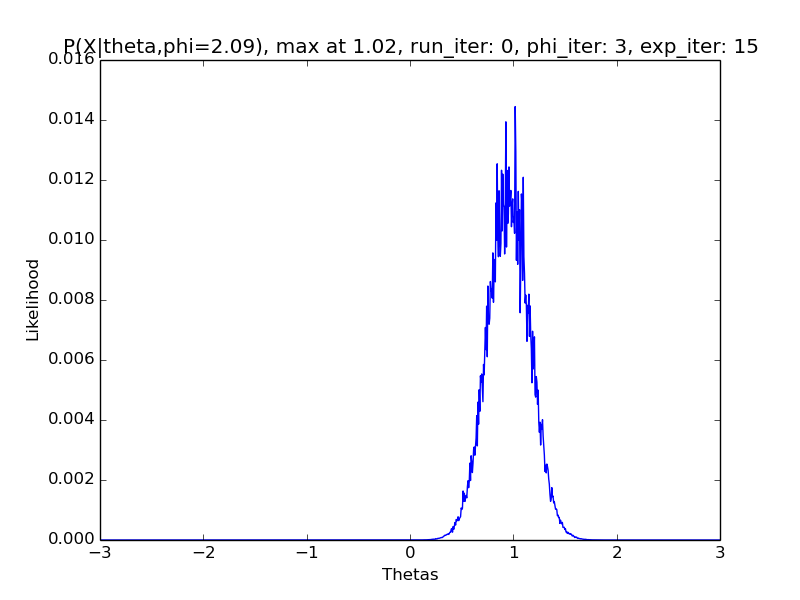 P(X|theta,phi=2.09), max at 1.02, run_iter: 0, phi_iter: 3, exp_iter: 15
0.016
0.014
0.012
0.010
0.008
0.006
0.004
0.002
0.000
Likelihood
−3 −2 −1 0 1 2 3
Thetas